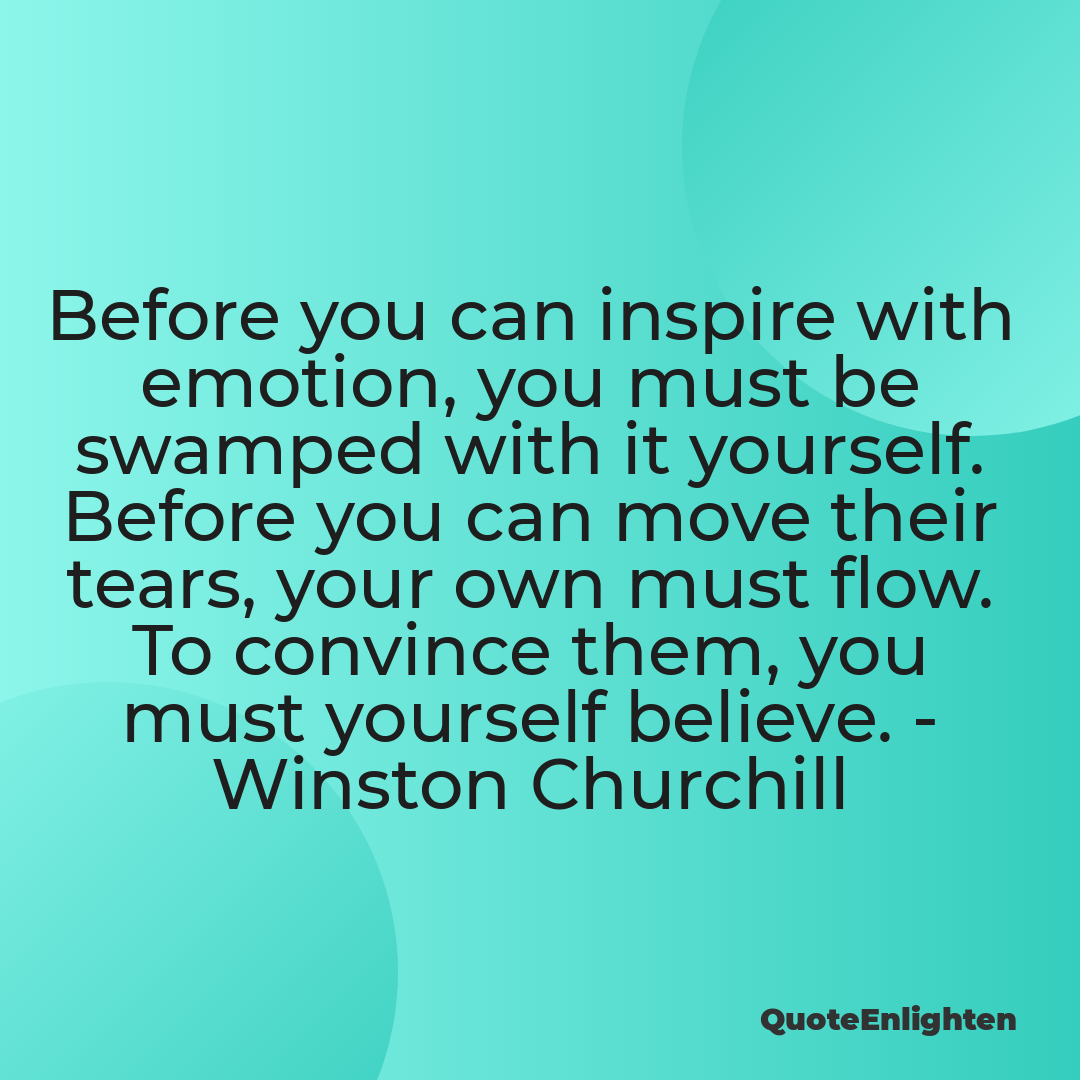 Before you can inspire with
emotion, you must be
swamped with it yourself.
Before you can move their
tears, your own must flow.
To convince them, you
must yourself believe. -
Winston Churchill
QuoteEnlighten